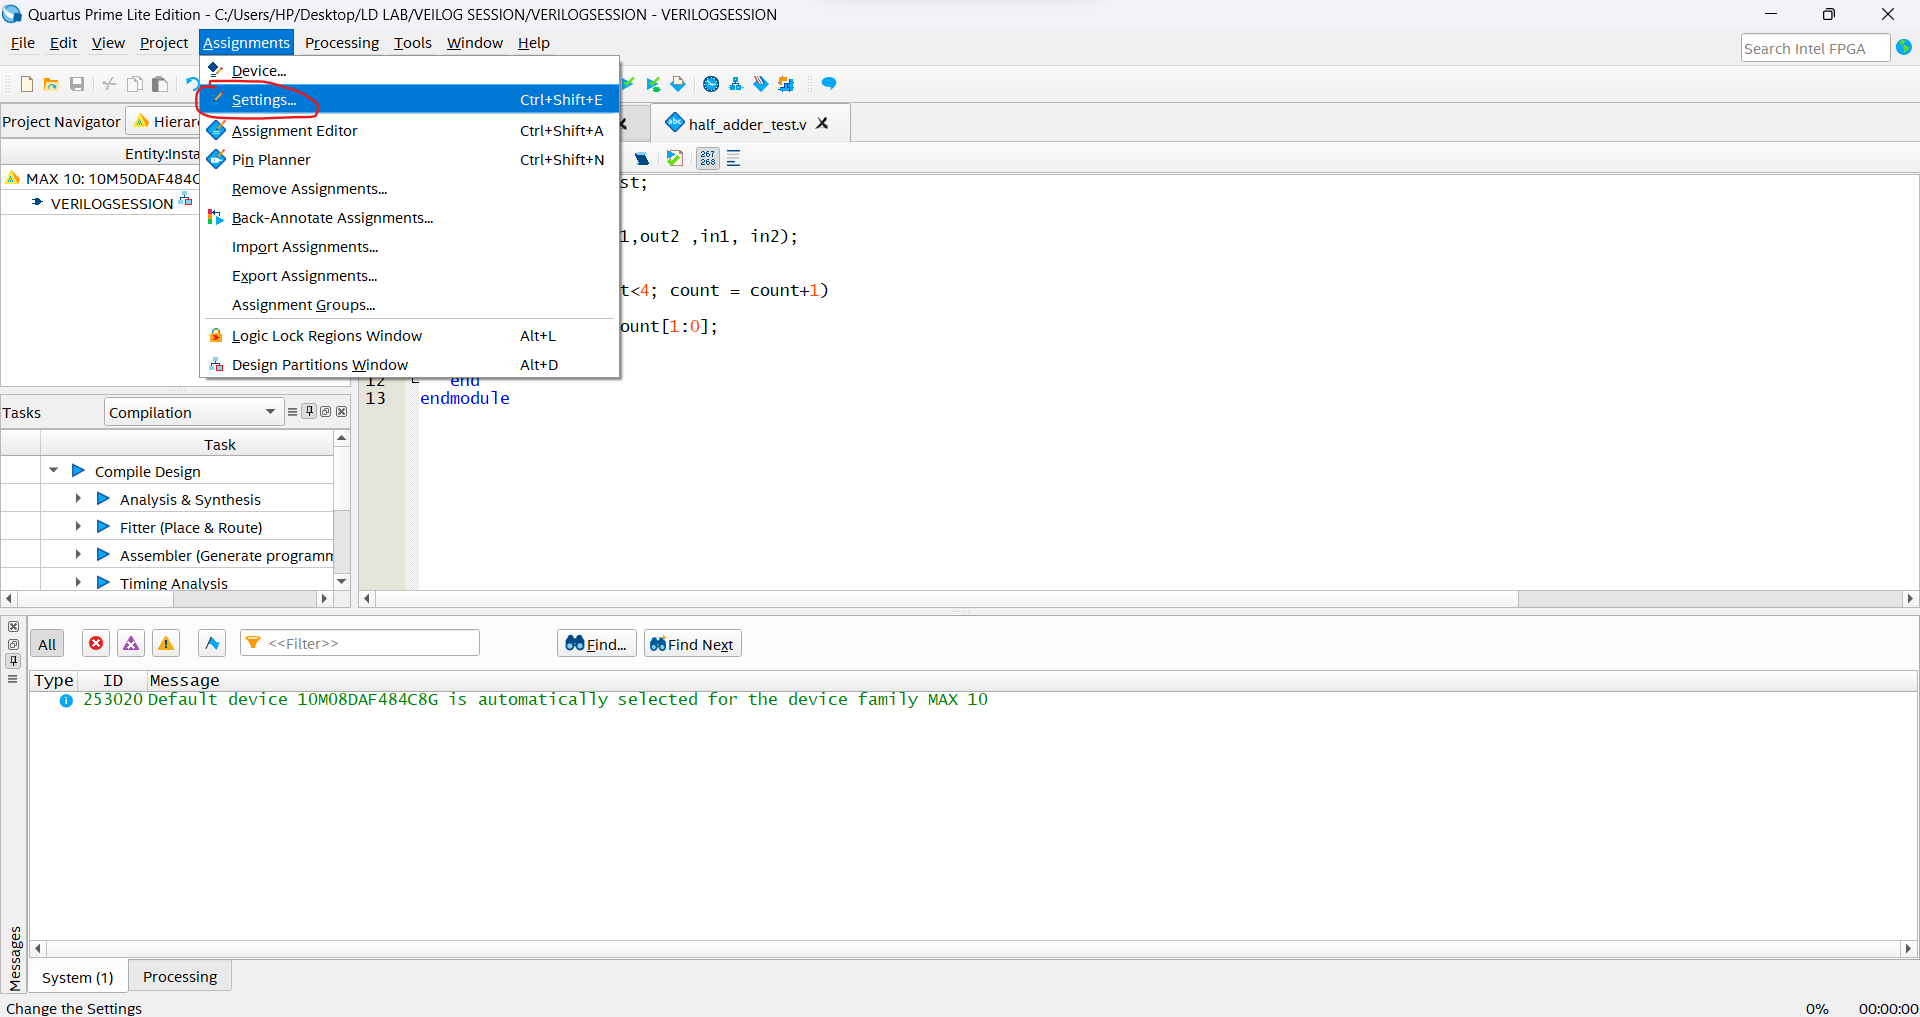 Quartus Prime Lite Edition - C:/Users/HP/Desktop/LD LAB/VEILOG SESSION/VERILOGSESSION - VERILOGSESSION
File Edit View Project Assignments Processing Tools Window Help
Search Intel FPGA
Device...
Settings... Ctrl+Shift+E
Assignment Editor Ctrl+Shift+A
Pin Planner Ctrl+Shift+N
Remove Assignments...
Back-Annotate Assignments...
Import Assignments...
Export Assignments...
Assignment Groups...
Logic Lock Regions Window Alt+L
Design Partitions Window Alt+D
Project Navigator Hierar
Entity:Insta
MAX 10: 10M50DAF484C
VERILOGSESSION
abc half_adder_test.v
267
268
st;
1,out2 ,in1, in2);
t<4; count = count+1)
ount[1:0];
12 end
13 endmodule
Tasks Compilation
Task
Compile Design
Analysis & Synthesis
Fitter (Place & Route)
Assembler (Generate programm
Timing Analysis
All <<Filter>> Find... Find Next
Type ID Message
253020 Default device 10M08DAF484C8G is automatically selected for the device family MAX 10
Messages
System (1) Processing
Change the Settings 0% 00:00:00